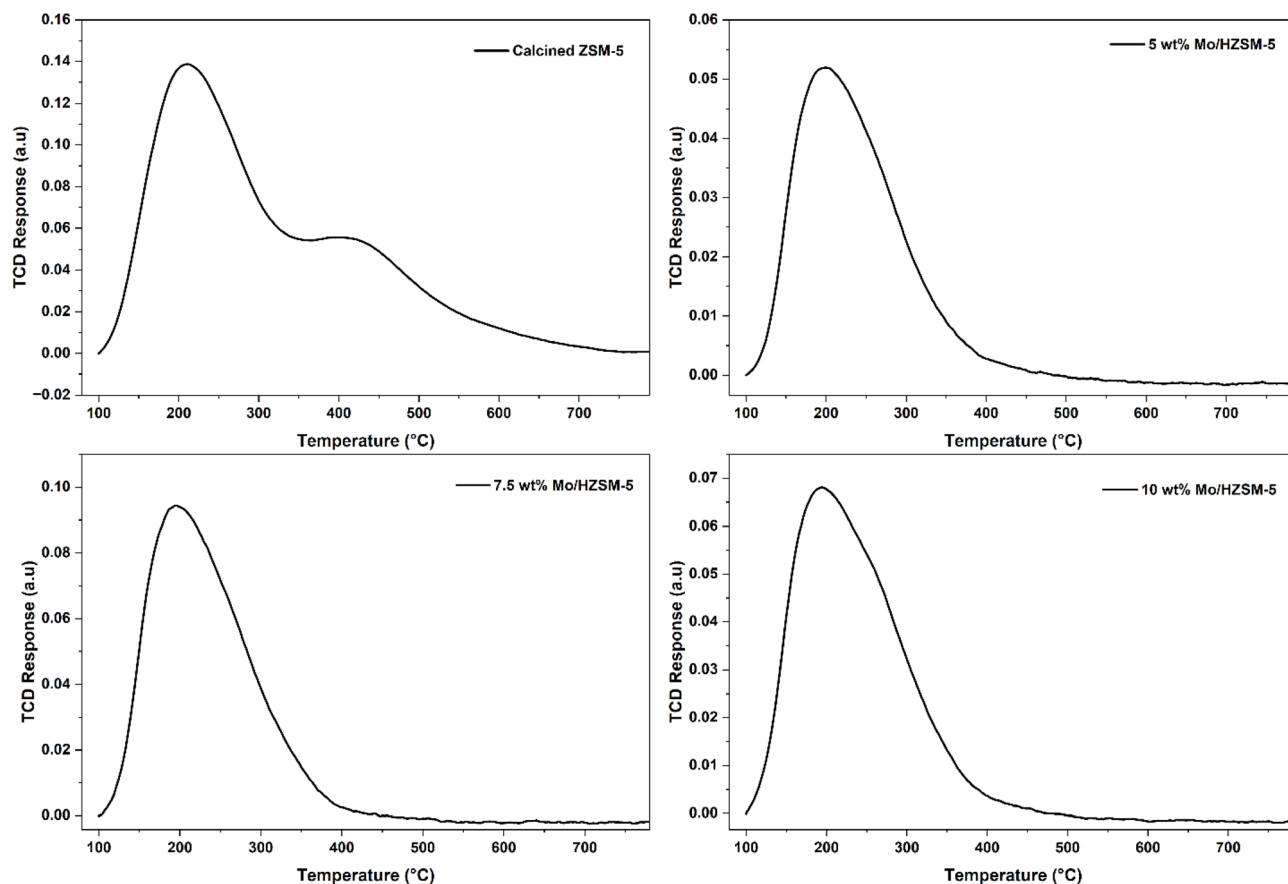 Calcined ZSM-5
TCD Response (a.u)
0.16
0.14
0.12
0.10
0.08
0.06
0.04
0.02
0.00
−0.02
100 200 300 400 500 600 700
Temperature (°C)
5 wt% Mo/HZSM-5
TCD Response (a.u)
0.06
0.05
0.04
0.03
0.02
0.01
0.00
100 200 300 400 500 600 700
Temperature (°C)
7.5 wt% Mo/HZSM-5
TCD Response (a.u)
0.10
0.08
0.06
0.04
0.02
0.00
100 200 300 400 500 600 700
Temperature (°C)
10 wt% Mo/HZSM-5
TCD Response (a.u)
0.07
0.06
0.05
0.04
0.03
0.02
0.01
0.00
100 200 300 400 500 600 700
Temperature (°C)